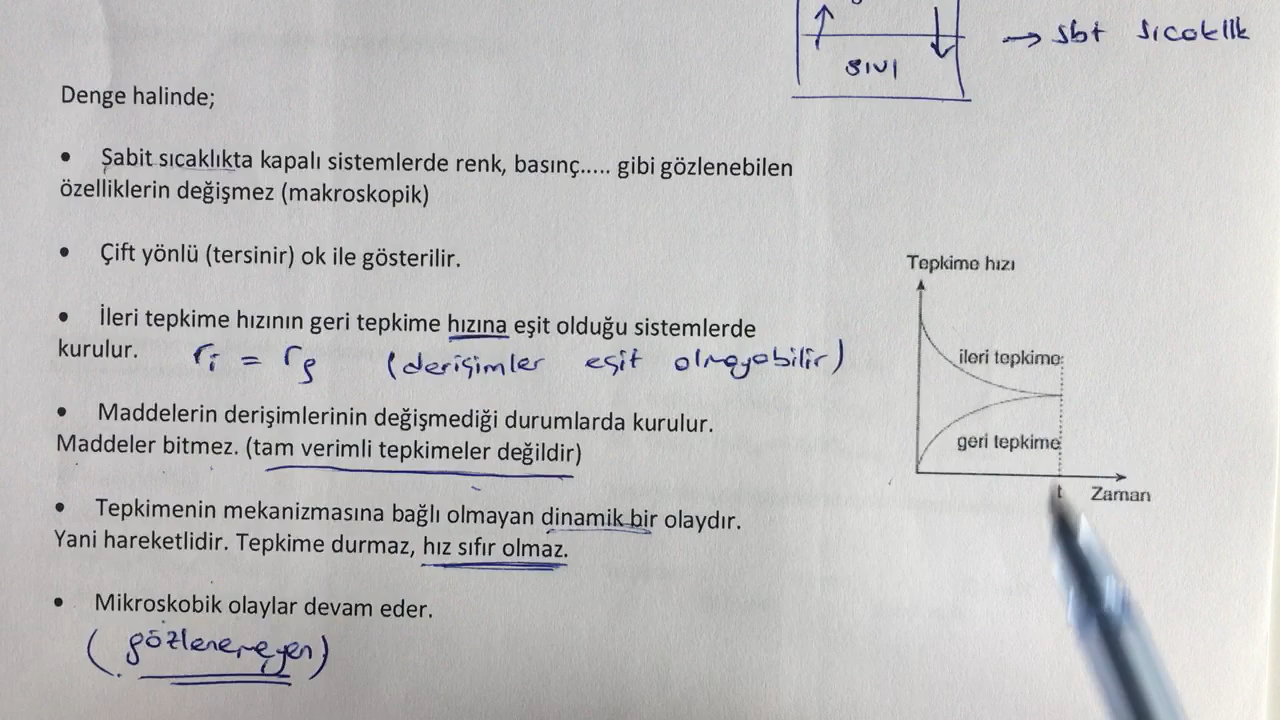 → sbt sıcaklık
sıvı
Denge halinde;
• Şabit sıcaklıkta kapalı sistemlerde renk, basınç..... gibi gözlenebilen
özelliklerin değişmez (makroskopik)
• Çift yönlü (tersinir) ok ile gösterilir.
• İleri tepkime hızının geri tepkime hızına eşit olduğu sistemlerde
kurulur. ri = rg (derişimler eşit olmayabilir)
• Maddelerin derişimlerinin değişmediği durumlarda kurulur.
Maddeler bitmez. (tam verimli tepkimeler değildir)
• Tepkimenin mekanizmasına bağlı olmayan dinamik bir olaydır.
Yani hareketlidir. Tepkime durmaz, hız sıfır olmaz.
• Mikroskobik olaylar devam eder.
(gözlenemeyen)
Tepkime hızı
ileri tepkime
geri tepkime
t Zaman